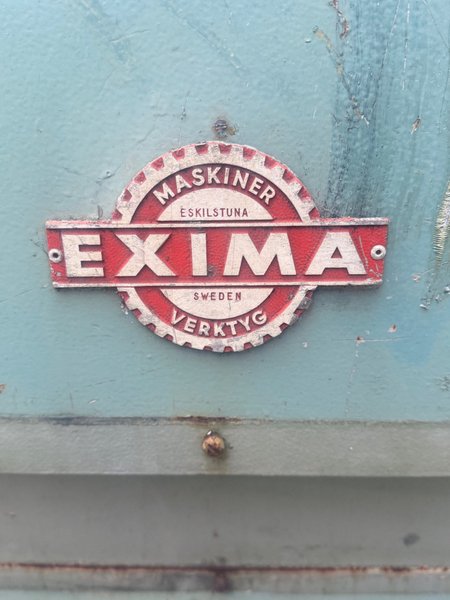 MASKINER
ESKILSTUNA
EXIMA
SWEDEN
VERKTYG